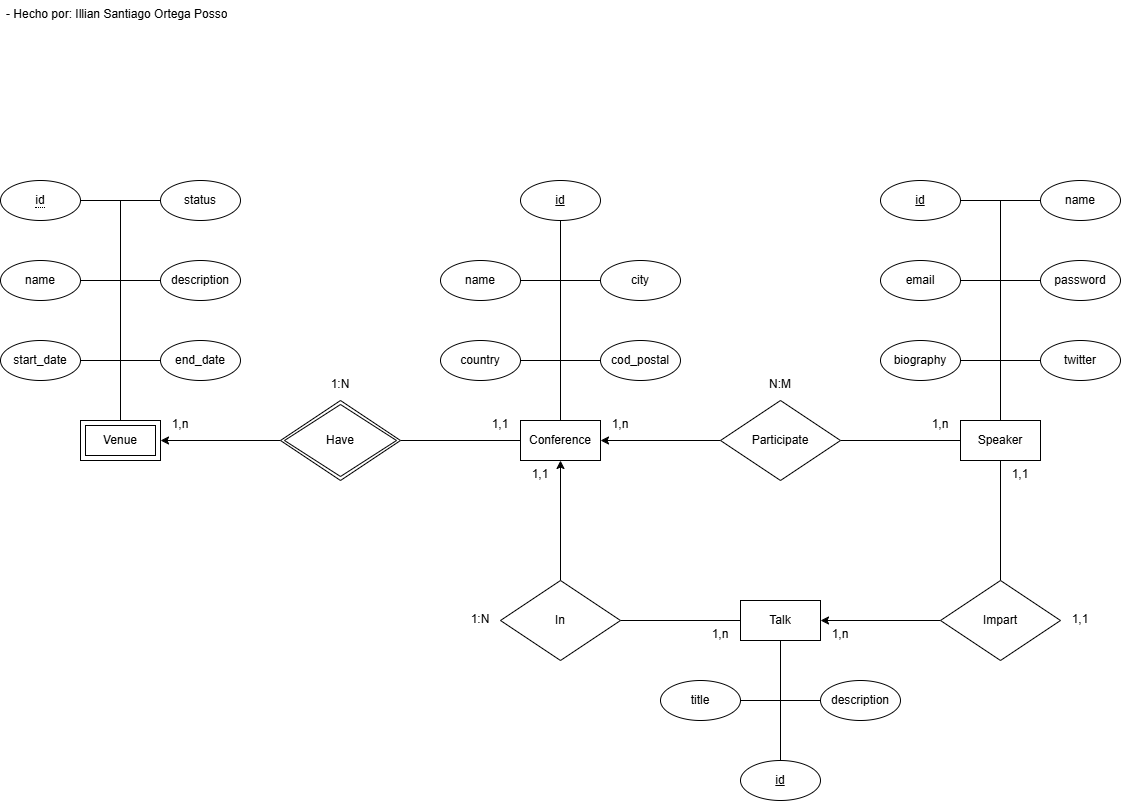 - Hecho por: Illian Santiago Ortega Posso
id
status
id
id
name
name
description
name
city
email
password
start_date
end_date
country
cod_postal
biography
twitter
1:N
N:M
1,n
1,1
1,n
1,n
Venue
Have
Conference
Participate
Speaker
1,1
1,1
1:N
In
Talk
Impart
1,1
1,n
1,n
title
description
id